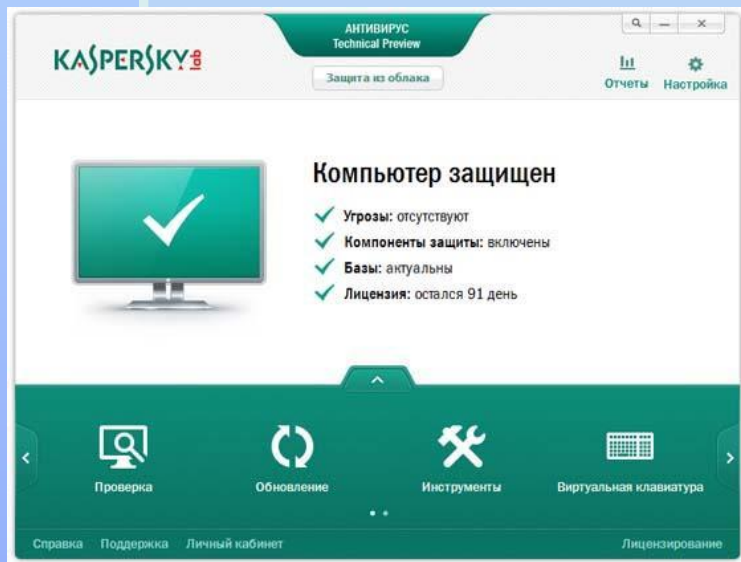 KASPERSKY lab
АНТИВИРУС
Technical Preview
Защита из облака
Отчеты Настройка
Компьютер защищен
Угрозы: отсутствуют
Компоненты защиты: включены
Базы: актуальны
Лицензия: остался 91 день
Проверка Обновление Инструменты Виртуальная клавиатура
Справка Поддержка Личный кабинет Лицензирование